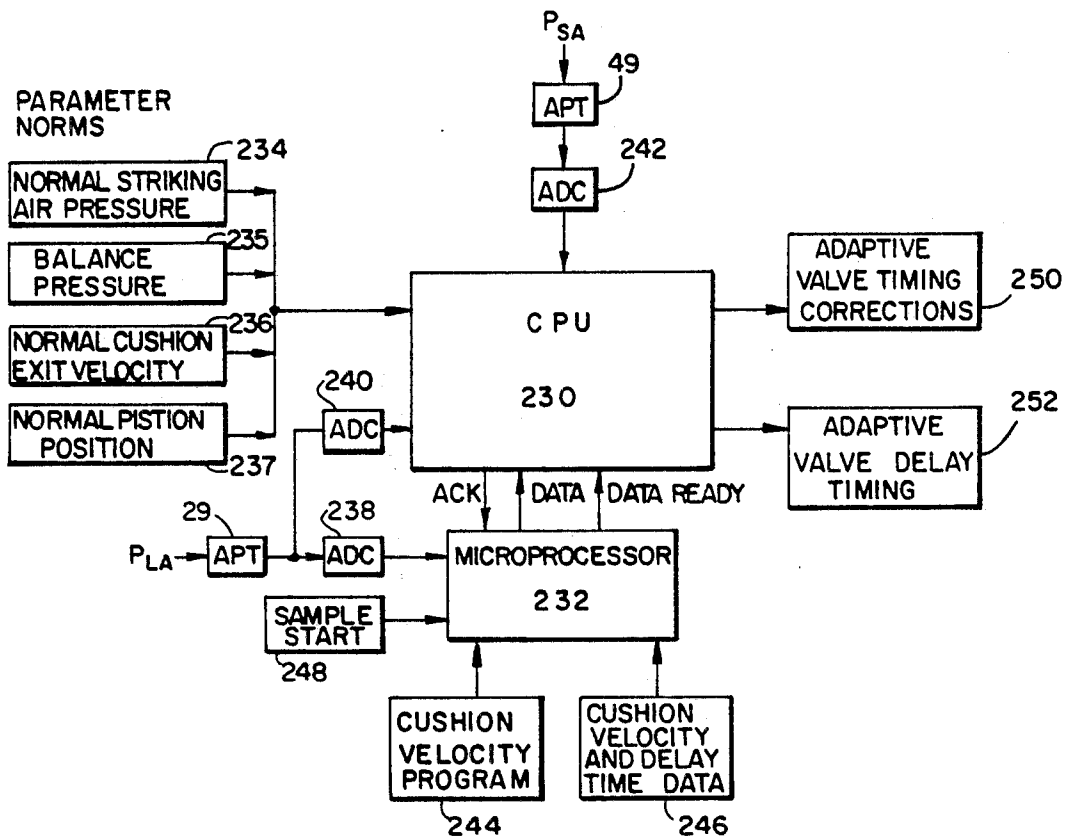 P_SA
49
APT
242
ADC
PARAMETER
NORMS
234
NORMAL STRIKING
AIR PRESSURE
235
BALANCE
PRESSURE
236
NORMAL CUSHION
EXIT VELOCITY
NORMAL PISTION
POSITION
237
240
ADC
CPU
230
ADAPTIVE
VALVE TIMING
CORRECTIONS
250
ADAPTIVE
VALVE DELAY
TIMING
252
ACK
DATA
DATA READY
P_LA
29
APT
238
ADC
MICROPROCESSOR
232
SAMPLE
START
248
CUSHION
VELOCITY
PROGRAM
244
CUSHION
VELOCITY
AND DELAY
TIME DATA
246